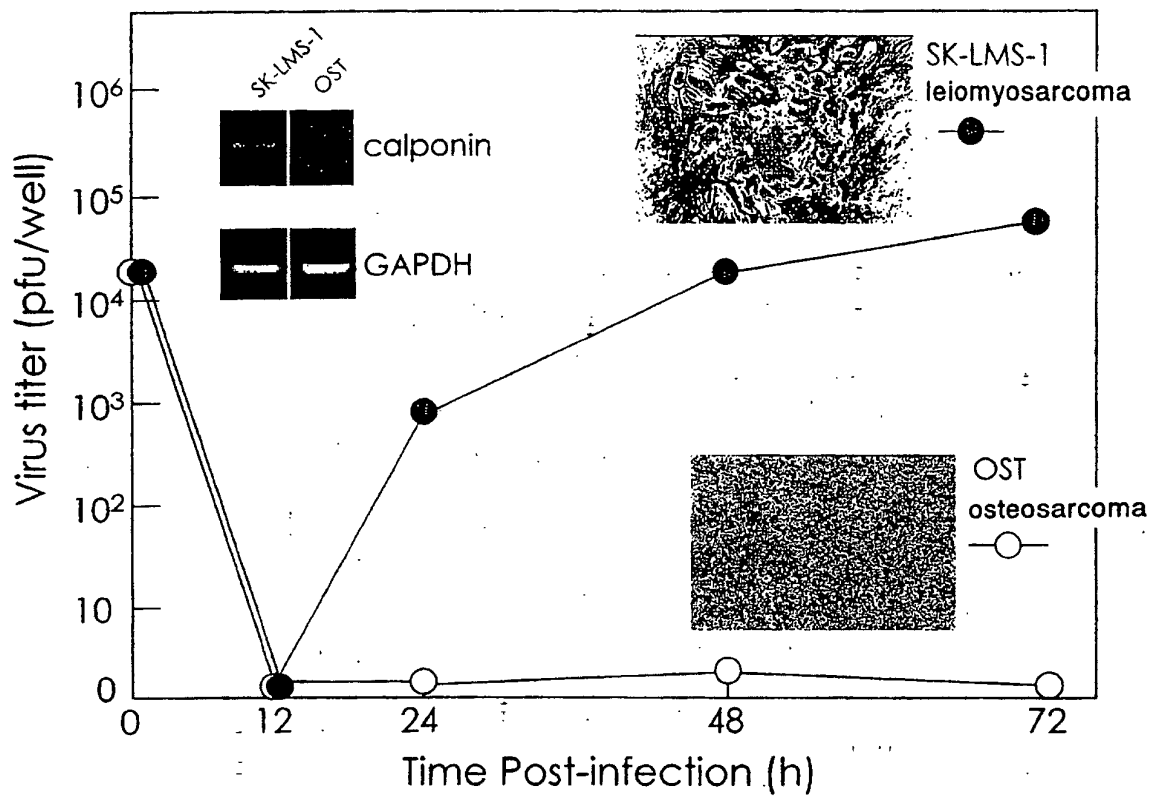 Virus titer (pfu/well)
10⁶
10⁵
10⁴
10³
10²
10
0
SK-LMS-1
OST
calponin
GAPDH
SK-LMS-1
leiomyosarcoma
OST
osteosarcoma
0
12
24
48
72
Time Post-infection (h)